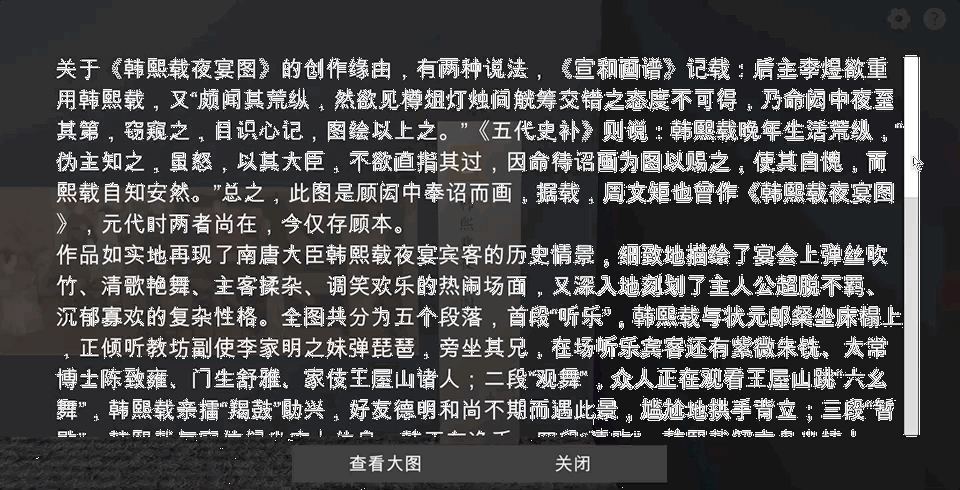 关于《韩熙载夜宴图》的创作缘由，有两种说法，《宣和画谱》记载：后主李煜欲重
用韩熙载，又“颇闻其荒纵，然欲见樽俎灯烛间觥筹交错之态度不可得，乃命闳中夜至
其第，窃窥之，目识心记，图绘以上之。”《五代史补》则说：韩熙载晚年生活荒纵，“
伪主知之，虽怒，以其大臣，不欲直指其过，因命待诏画为图以赐之，使其自愧，而
熙载自知安然。”总之，此图是顾闳中奉诏而画，据载，周文矩也曾作《韩熙载夜宴图
》，元代时两者尚在，今仅存顾本。
作品如实地再现了南唐大臣韩熙载夜宴宾客的历史情景，细致地描绘了宴会上弹丝吹
竹、清歌艳舞、主客揉杂、调笑欢乐的热闹场面，又深入地刻划了主人公超脱不羁、
沉郁寡欢的复杂性格。全图共分为五个段落，首段“听乐”，韩熙载与状元郎粲坐床榻上
，正倾听教坊副使李家明之妹弹琵琶，旁坐其兄，在场听乐宾客还有紫微朱铣、太常
博士陈致雍、门生舒雅、家伎王屋山诸人；二段“观舞”，众人正在观看王屋山跳“六幺
舞”，韩熙载亲擂“羯鼓”助兴，好友德明和尚不期而遇此景，尴尬地拱手背立；三段“暂
查看大图
关闭